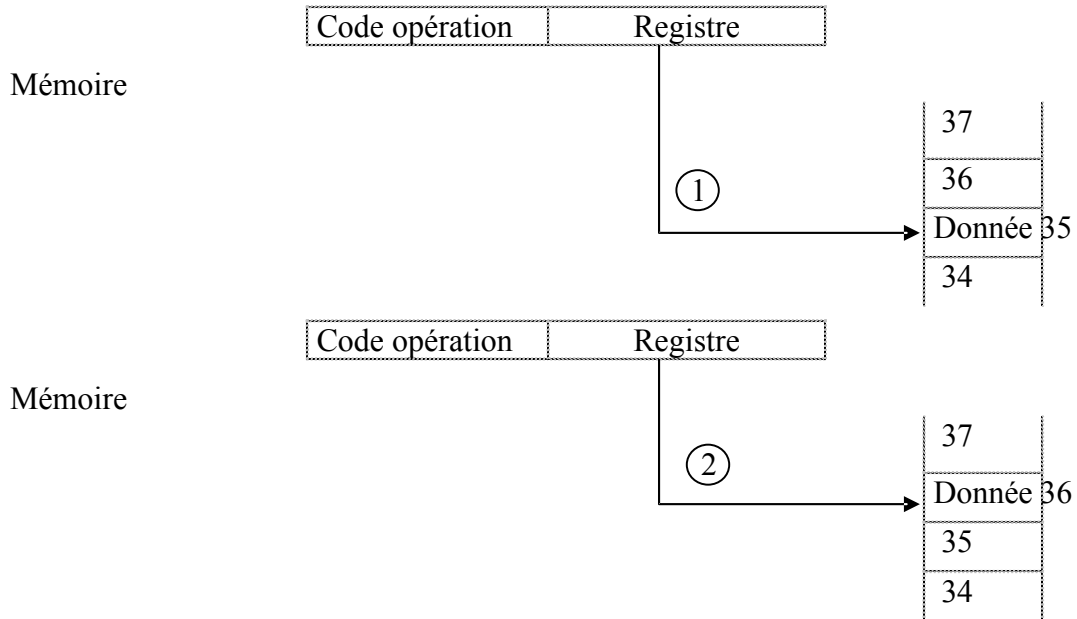 Code opération Registre
Mémoire
37
36
1
Donnée 35
34
Code opération Registre
Mémoire
37
2
Donnée 36
35
34